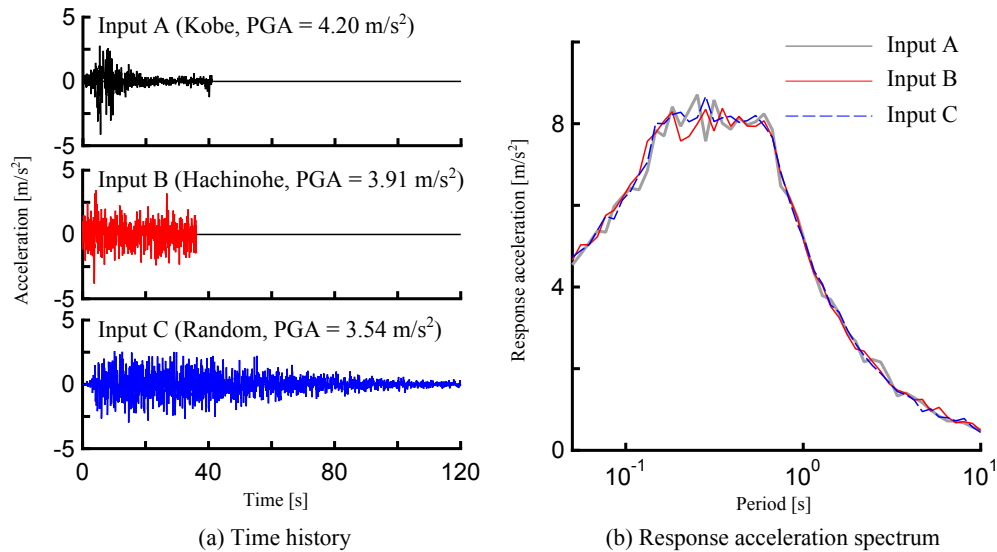 Input A (Kobe, PGA = 4.20 m/s²)
5
0
-5
Input B (Hachinohe, PGA = 3.91 m/s²)
5
0
-5
Input C (Random, PGA = 3.54 m/s²)
5
0
-5
0 40 80 120
Acceleration [m/s²]
Time [s]
(a) Time history
Input A
Input B
Input C
8
4
0
10⁻¹ 10⁰ 10¹
Response acceleration [m/s²]
Period [s]
(b) Response acceleration spectrum